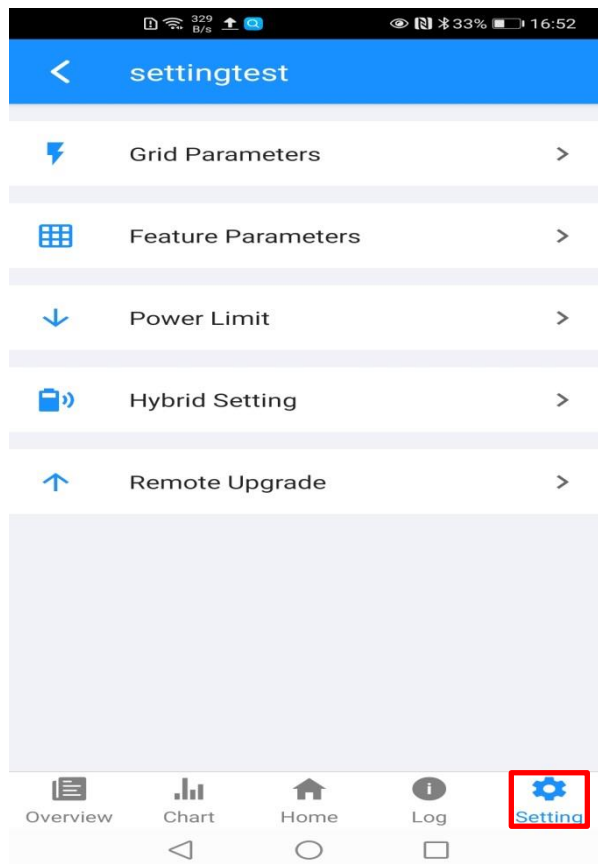 329 B/s 33% 16:52
settingtest
Grid Parameters
Feature Parameters
Power Limit
Hybrid Setting
Remote Upgrade
Overview Chart Home Log Setting